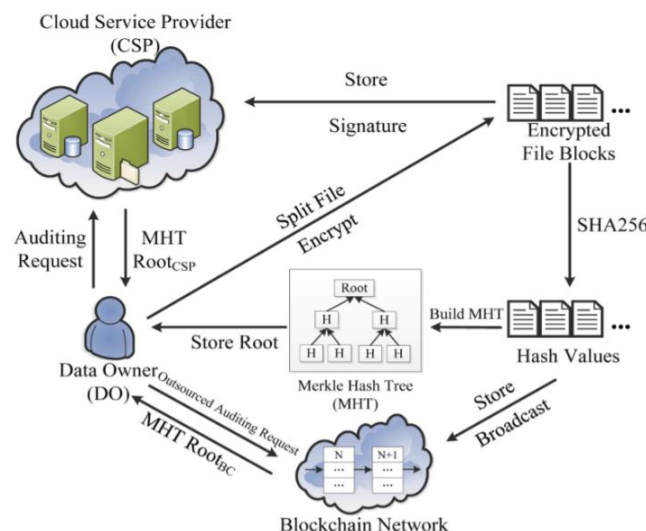 Cloud Service Provider
(CSP)
Store
Signature
...
Encrypted
File Blocks
Split File
Encrypt
SHA256
Auditing
Request
MHT
Root_CSP
Root
H
H
H
H
H
H
Build MHT
...
Hash Values
Store Root
Merkle Hash Tree
(MHT)
Data Owner
(DO)
Outsourced Auditing Request
MHT Root_BC
Store
Broadcast
N
N+1
...
...
...
...
Blockchain Network